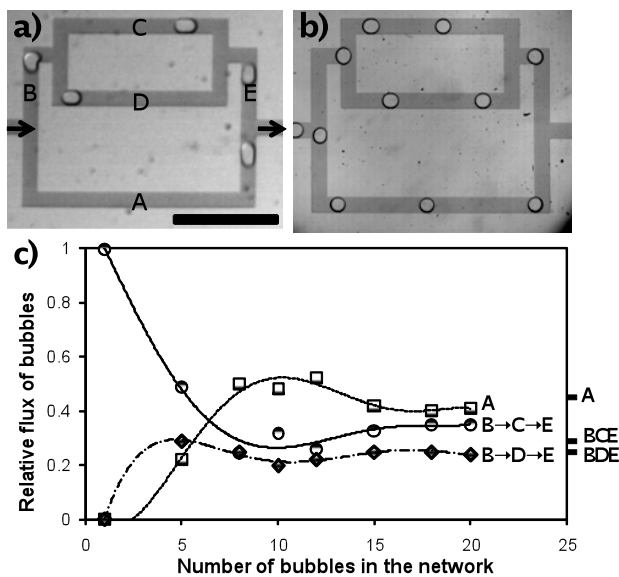 a)
C
B
D
E
A
b)
c)
Relative flux of bubbles
1
0.8
0.6
0.4
0.2
0
A
B→C→E
B→D→E
A
BCE
BDE
0 5 10 15 20 25
Number of bubbles in the network